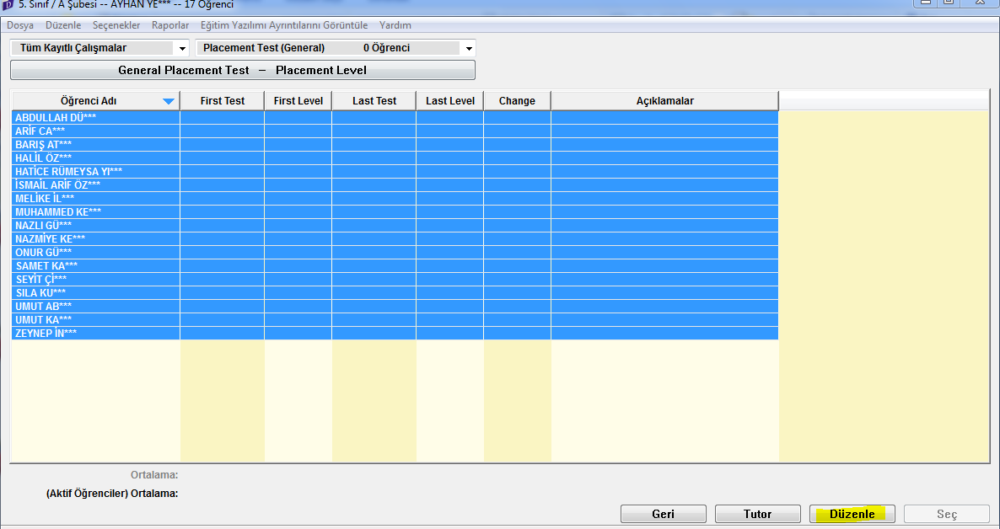 5. Sınıf / A Şubesi -- AYHAN YE*** -- 17 Öğrenci
Dosya Düzenle Seçenekler Raporlar Eğitim Yazılımı Ayrıntılarını Görüntüle Yardım
Tüm Kayıtlı Çalışmalar Placement Test (General) 0 Öğrenci
General Placement Test – Placement Level
Öğrenci Adı First Test First Level Last Test Last Level Change Açıklamalar
ABDULLAH DÜ***
ARİF CA***
BARIŞ AT***
HALİL ÖZ***
HATİCE RÜMEYSA YI***
İSMAİL ARİF ÖZ***
MELİKE İL***
MUHAMMED KE***
NAZLI GÜ***
NAZMİYE KE***
ONUR GÜ***
SAMET KA***
SEYİT Çİ***
SILA KU***
UMUT AB***
UMUT KA***
ZEYNEP İN***
Ortalama:
(Aktif Öğrenciler) Ortalama:
Geri Tutor Düzenle Seç